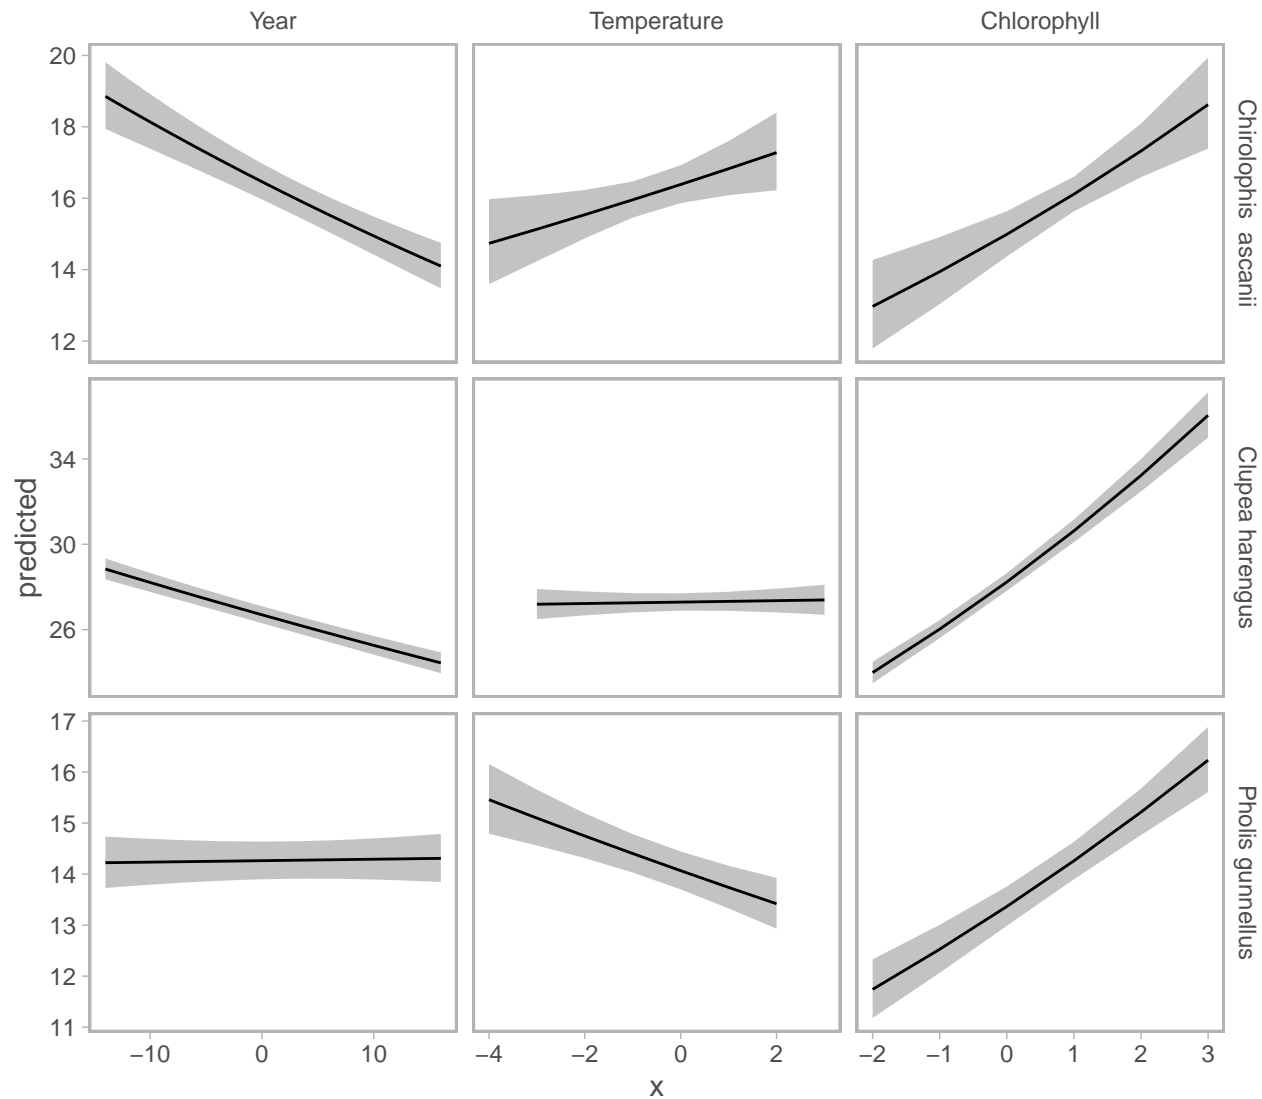 Year Temperature Chlorophyll
20
18
16
14
12
Chirolophis ascanii
34
30
26
Clupea harengus
predicted
17
16
15
14
13
12
11
Pholis gunnellus
−10 0 10 −4 −2 0 2 −2 −1 0 1 2 3
x